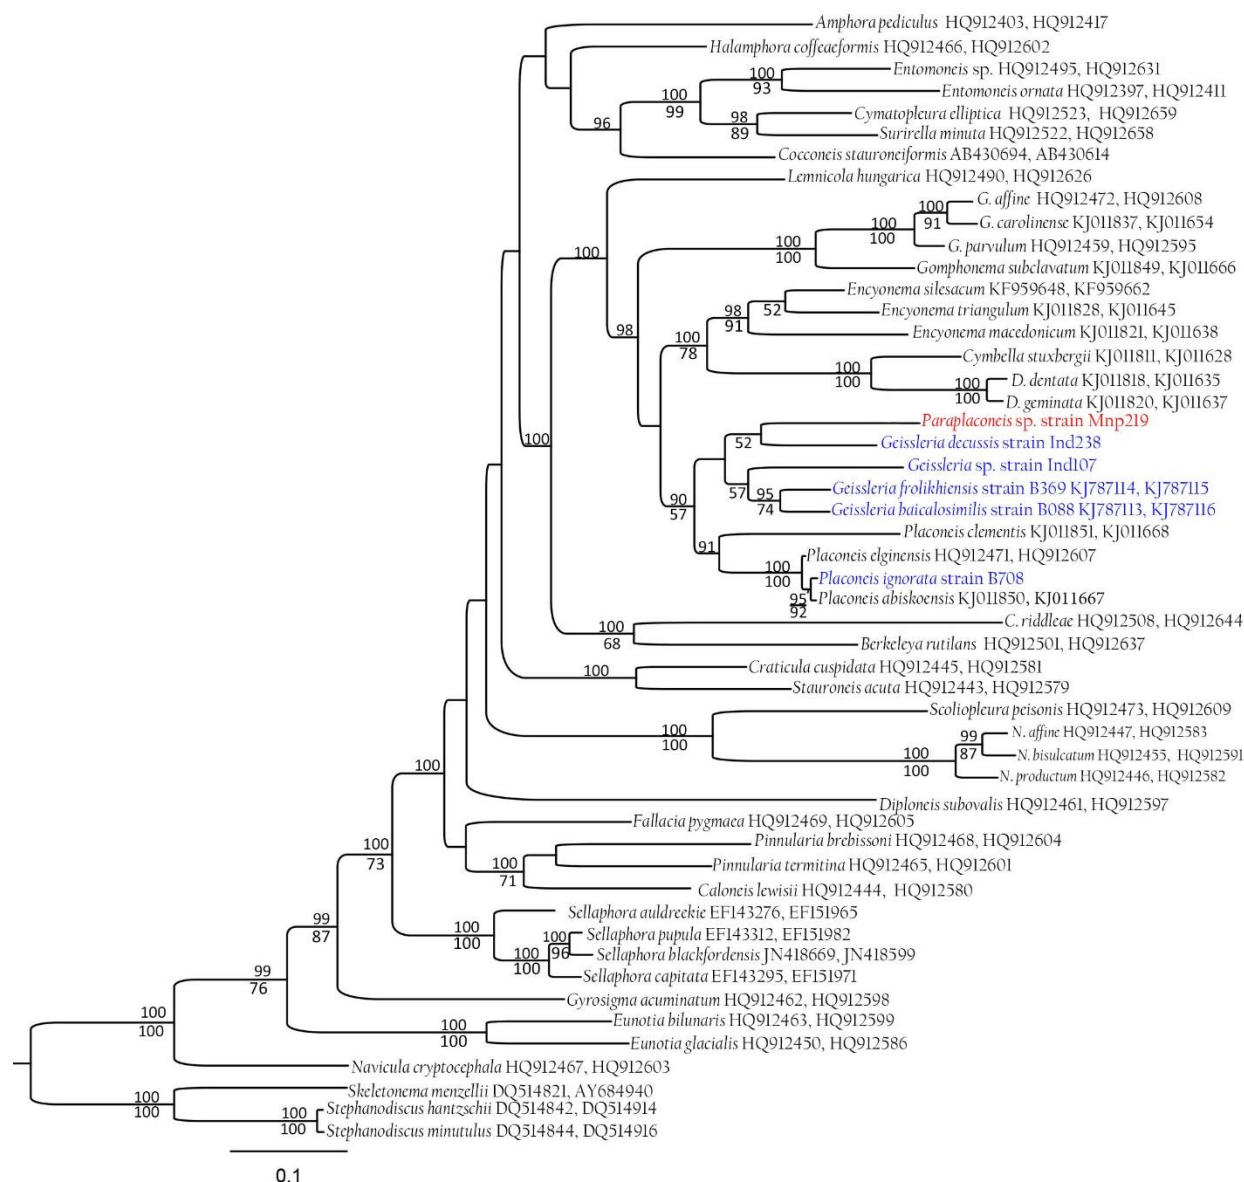 Amphora pediculus HQ912403, HQ912417
Halamphora coffeaeformis HQ912466, HQ912602
100
Entomoneis sp. HQ912495, HQ912631
93
Entomoneis ornata HQ912397, HQ912411
100
99
98
Cymatopleura elliptica HQ912523, HQ912659
96
89
Surirella minuta HQ912522, HQ912658
Cocconeis stauroneiformis AB430694, AB430614
Lemnicola hungarica HQ912490, HQ912626
100
G. affine HQ912472, HQ912608
91
G. carolinense KJ011837, KJ011654
100
100
G. parvulum HQ912459, HQ912595
100
100
100
Gomphonema subclavatum KJ011849, KJ011666
Encyonema silesacum KF959648, KF959662
52
98
91
Encyonema triangulum KJ011828, KJ011645
98
Encyonema macedonicum KJ011821, KJ011638
100
78
Cymbella stuxbergii KJ011811, KJ011628
100
100
100
100
D. dentata KJ011818, KJ011635
D. geminata KJ011820, KJ011637
Paraplaconeis sp. strain Mnp219
100
52
Geissleria decussis strain Ind238
Geissleria sp. strain Ind107
57
95
74
Geissleria frolikhiensis strain B369 KJ787114, KJ787115
90
57
Geissleria baicalosimilis strain B088 KJ787113, KJ787116
Placoneis clementis KJ011851, KJ011668
91
Placoneis elginensis HQ912471, HQ912607
100
100
Placoneis ignorata strain B708
95
92
Placoneis abiskoensis KJ011850, KJ011667
C. riddleae HQ912508, HQ912644
100
68
Berkeleya rutilans HQ912501, HQ912637
Craticula cuspidata HQ912445, HQ912581
100
Stauroneis acuta HQ912443, HQ912579
Scoliopleura peisonis HQ912473, HQ912609
100
100
99
87
N. affine HQ912447, HQ912583
N. bisulcatum HQ912455, HQ912591
100
100
100
N. productum HQ912446, HQ912582
Diploneis subovalis HQ912461, HQ912597
Fallacia pygmaea HQ912469, HQ912605
100
73
Pinnularia brebissoni HQ912468, HQ912604
100
71
Pinnularia termitina HQ912465, HQ912601
Caloneis lewisii HQ912444, HQ912580
Sellaphora auldreekie EF143276, EF151965
99
87
100
100
100
96
Sellaphora pupula EF143312, EF151982
100
100
Sellaphora blackfordensis JN418669, JN418599
Sellaphora capitata EF143295, EF151971
99
76
Gyrosigma acuminatum HQ912462, HQ912598
100
100
100
100
Eunotia bilunaris HQ912463, HQ912599
Eunotia glacialis HQ912450, HQ912586
Navicula cryptocephala HQ912467, HQ912603
100
100
Skeletonema menzellii DQ514821, AY684940
100
100
Stephanodiscus hantzschii DQ514842, DQ514914
Stephanodiscus minutulus DQ514844, DQ514916
0.1